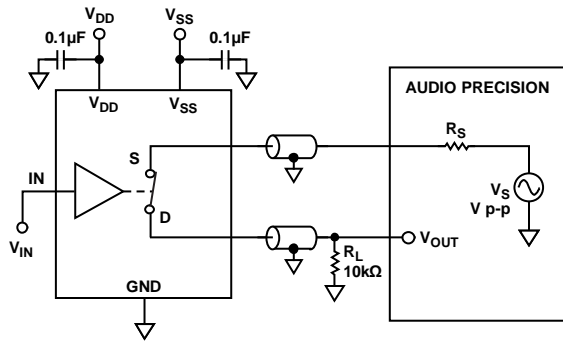 VDD
VSS
0.1µF
0.1µF
VDD
VSS
AUDIO PRECISION
RS
S
IN
VS
V p-p
D
VIN
VOUT
RL
10kΩ
GND